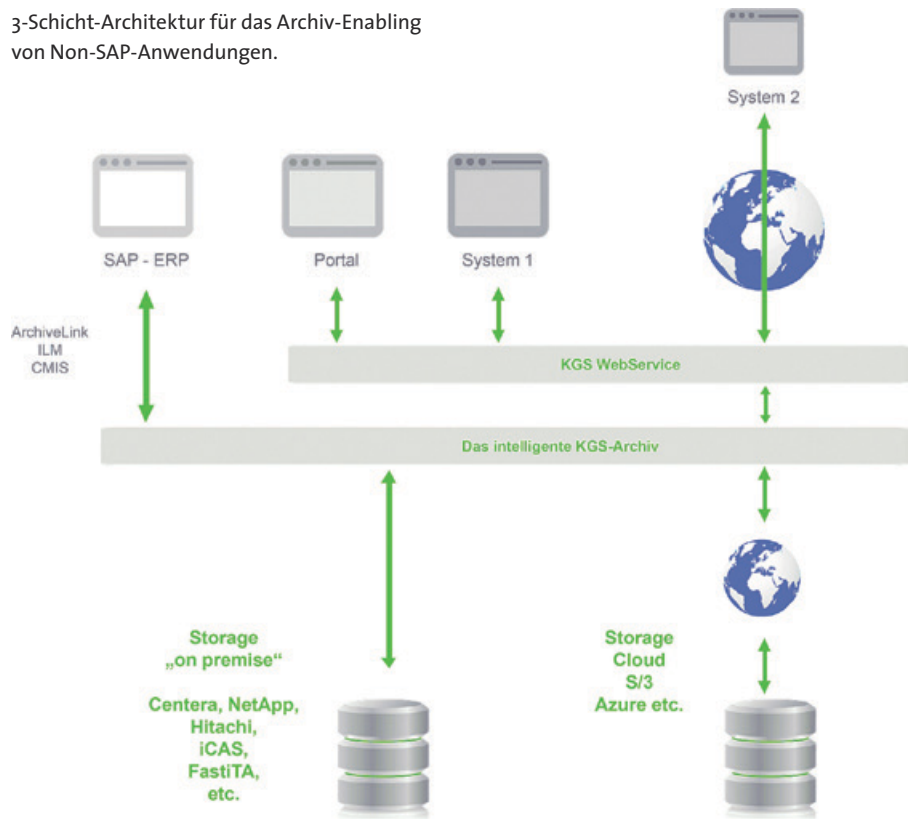 3-Schicht-Architektur für das Archiv-Enabling
von Non-SAP-Anwendungen.
System 2
SAP - ERP
Portal
System 1
ArchiveLink
ILM
CMIS
KGS WebService
Das intelligente KGS-Archiv
Storage
„on premise“
Centera, NetApp,
Hitachi,
iCAS,
FastiTA,
etc.
Storage
Cloud
S/3
Azure etc.